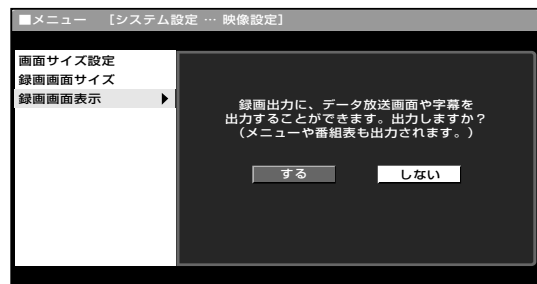 ■メニュー [システム設定 … 映像設定]
画面サイズ設定
録画画面サイズ
録画画面表示 ▶
録画出力に、データ放送画面や字幕を
出力することができます。出力しますか?
(メニューや番組表も出力されます。)
する
しない